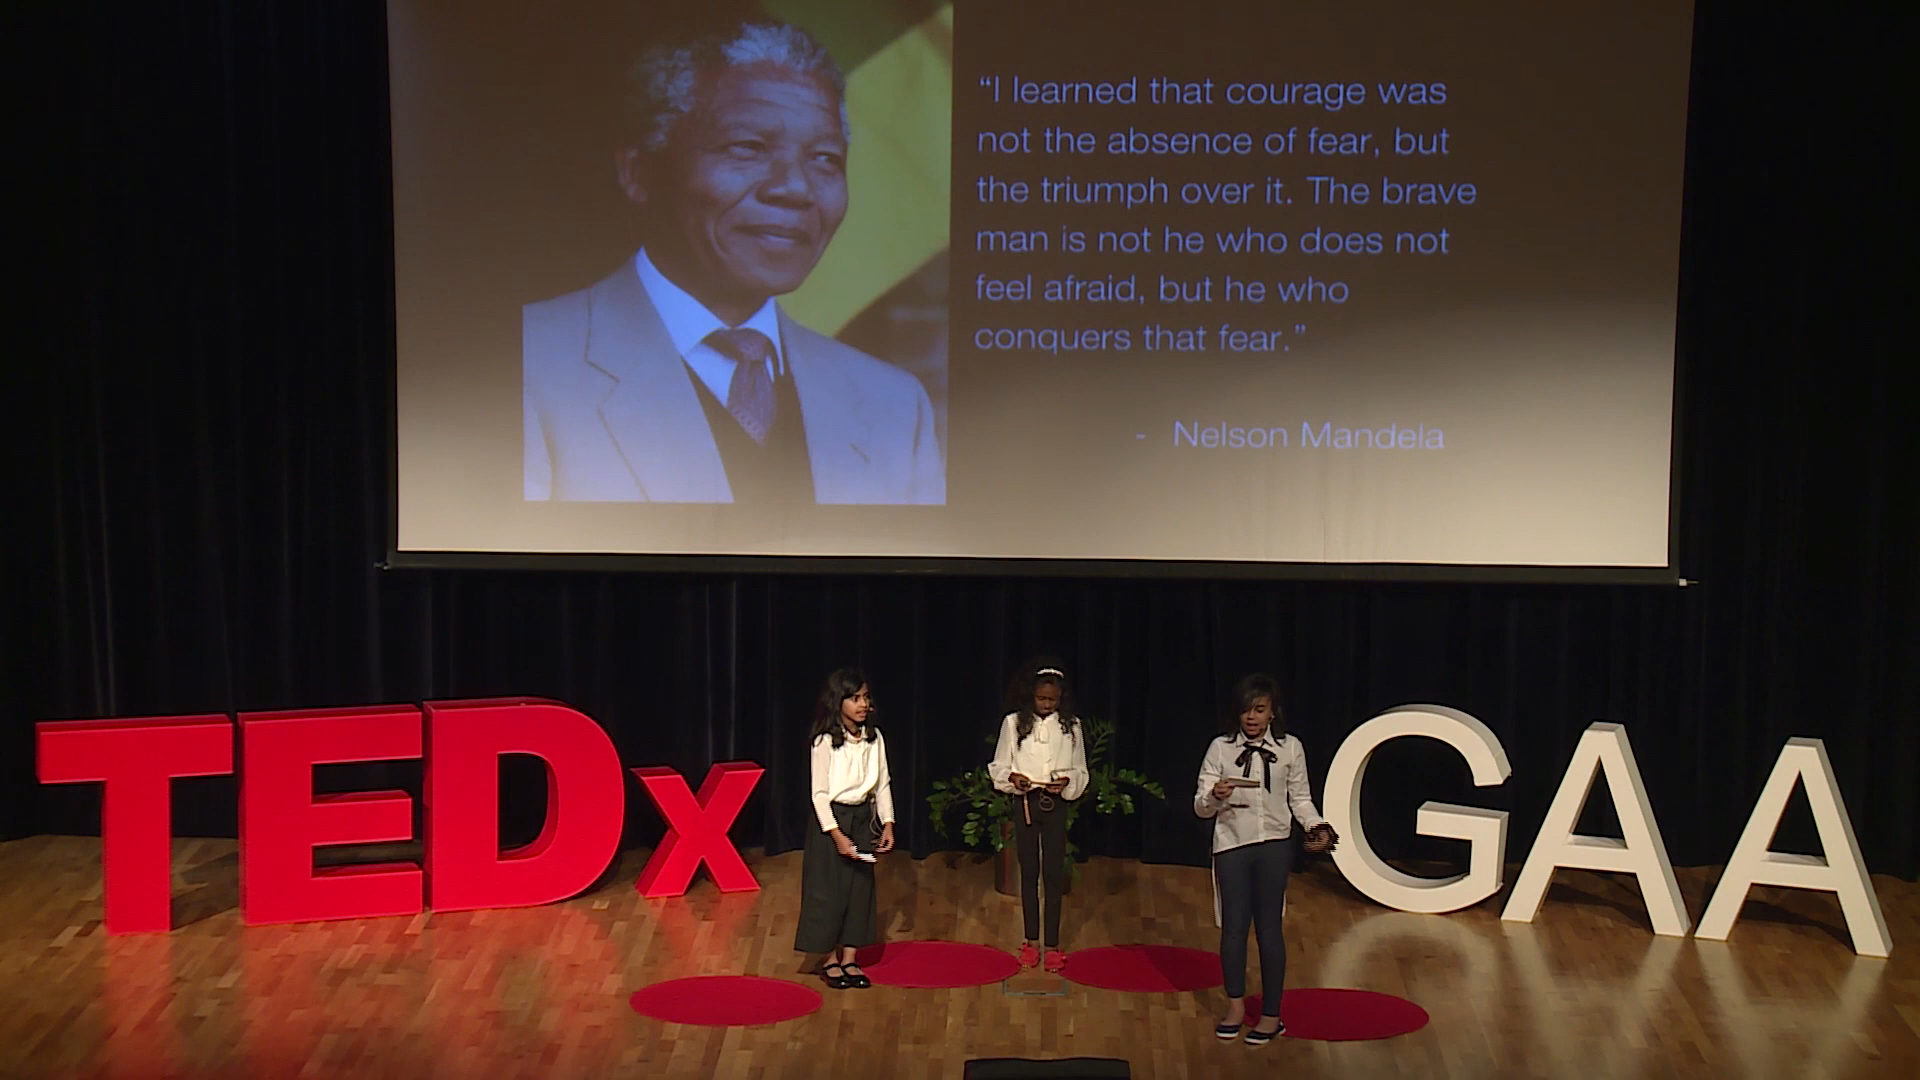 “I learned that courage was
not the absence of fear, but
the triumph over it. The brave
man is not he who does not
feel afraid, but he who
conquers that fear.”
- Nelson Mandela
TEDx GAA